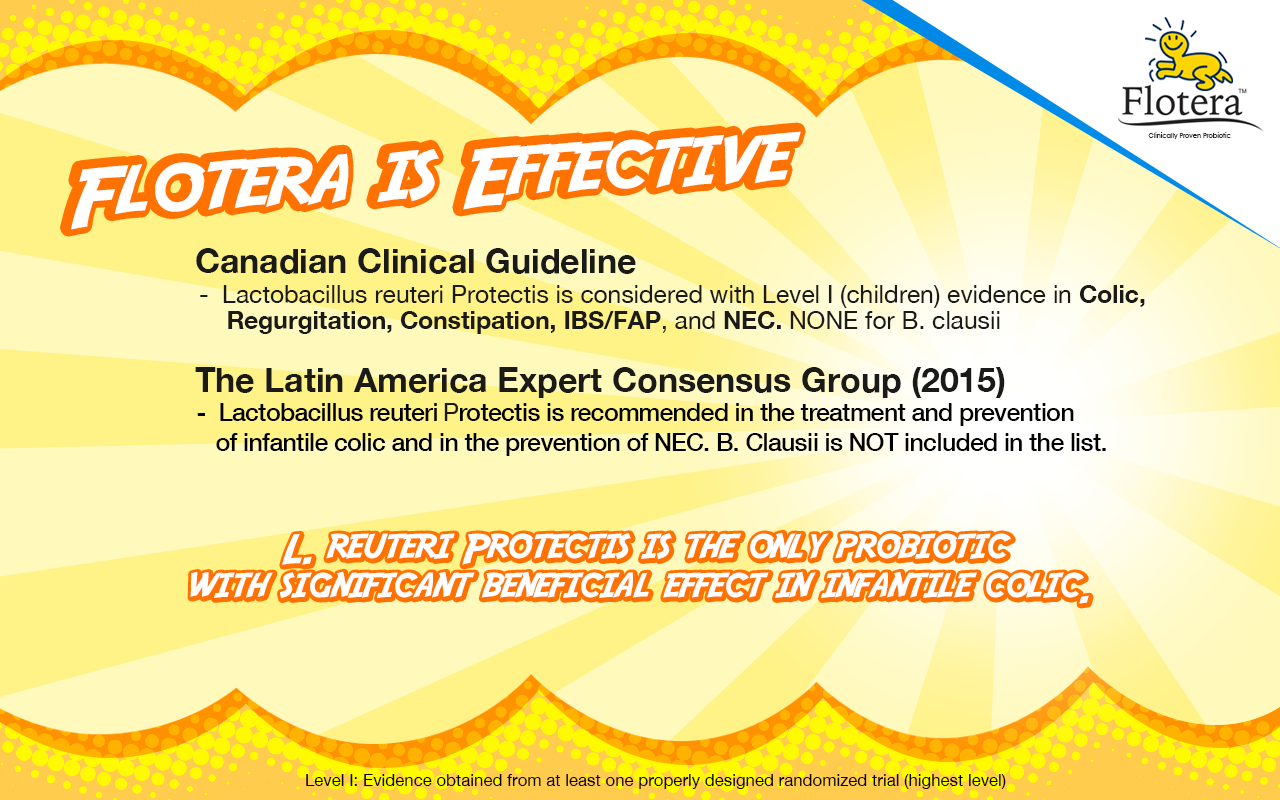 Flotera™
Clinically Proven Probiotic
FLOTERA IS EFFECTIVE
Canadian Clinical Guideline
- Lactobacillus reuteri Protectis is considered with Level I (children) evidence in Colic,
Regurgitation, Constipation, IBS/FAP, and NEC. NONE for B. clausii
The Latin America Expert Consensus Group (2015)
- Lactobacillus reuteri Protectis is recommended in the treatment and prevention
of infantile colic and in the prevention of NEC. B. Clausii is NOT included in the list.
L. REUTERI PROTECTIS IS THE ONLY PROBIOTIC
WITH SIGNIFICANT BENEFICIAL EFFECT IN INFANTILE COLIC.
Level I: Evidence obtained from at least one properly designed randomized trial (highest level)